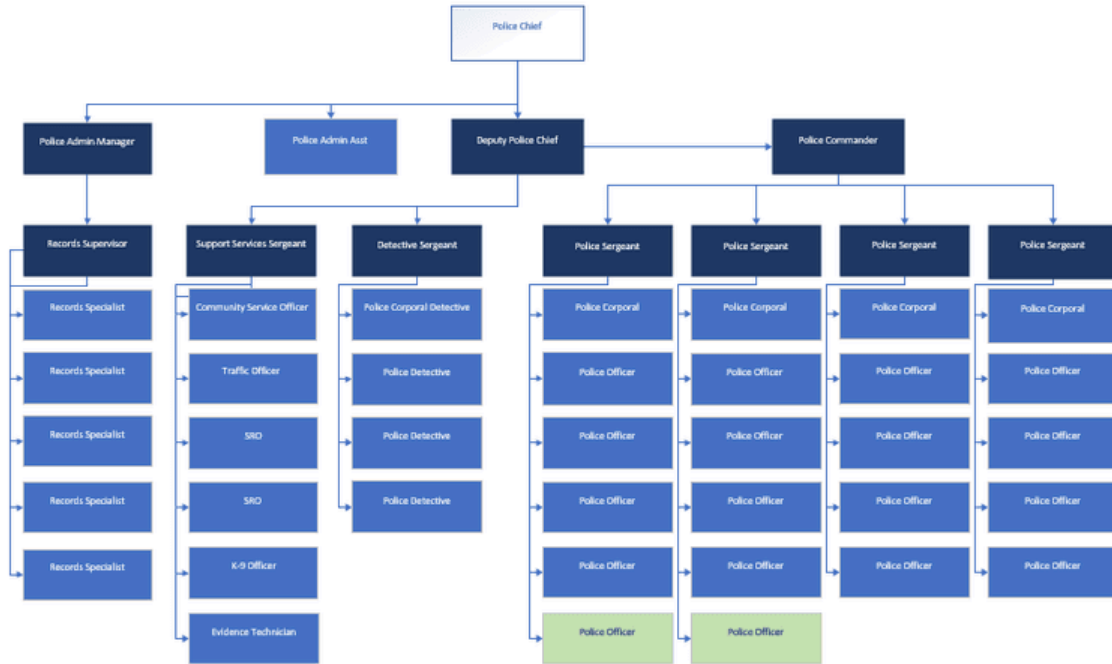 Police Chief
Police Admin Manager
Police Admin Asst
Deputy Police Chief
Police Commander
Records Supervisor
Support Services Sergeant
Detective Sergeant
Police Sergeant
Police Sergeant
Police Sergeant
Police Sergeant
Records Specialist
Community Service Officer
Police Corporal Detective
Police Corporal
Police Corporal
Police Corporal
Police Corporal
Records Specialist
Traffic Officer
Police Detective
Police Officer
Police Officer
Police Officer
Police Officer
Records Specialist
SRO
Police Detective
Police Officer
Police Officer
Police Officer
Police Officer
Records Specialist
SRO
Police Detective
Police Officer
Police Officer
Police Officer
Police Officer
Records Specialist
K-9 Officer
Police Officer
Police Officer
Police Officer
Police Officer
Evidence Technician
Police Officer
Police Officer